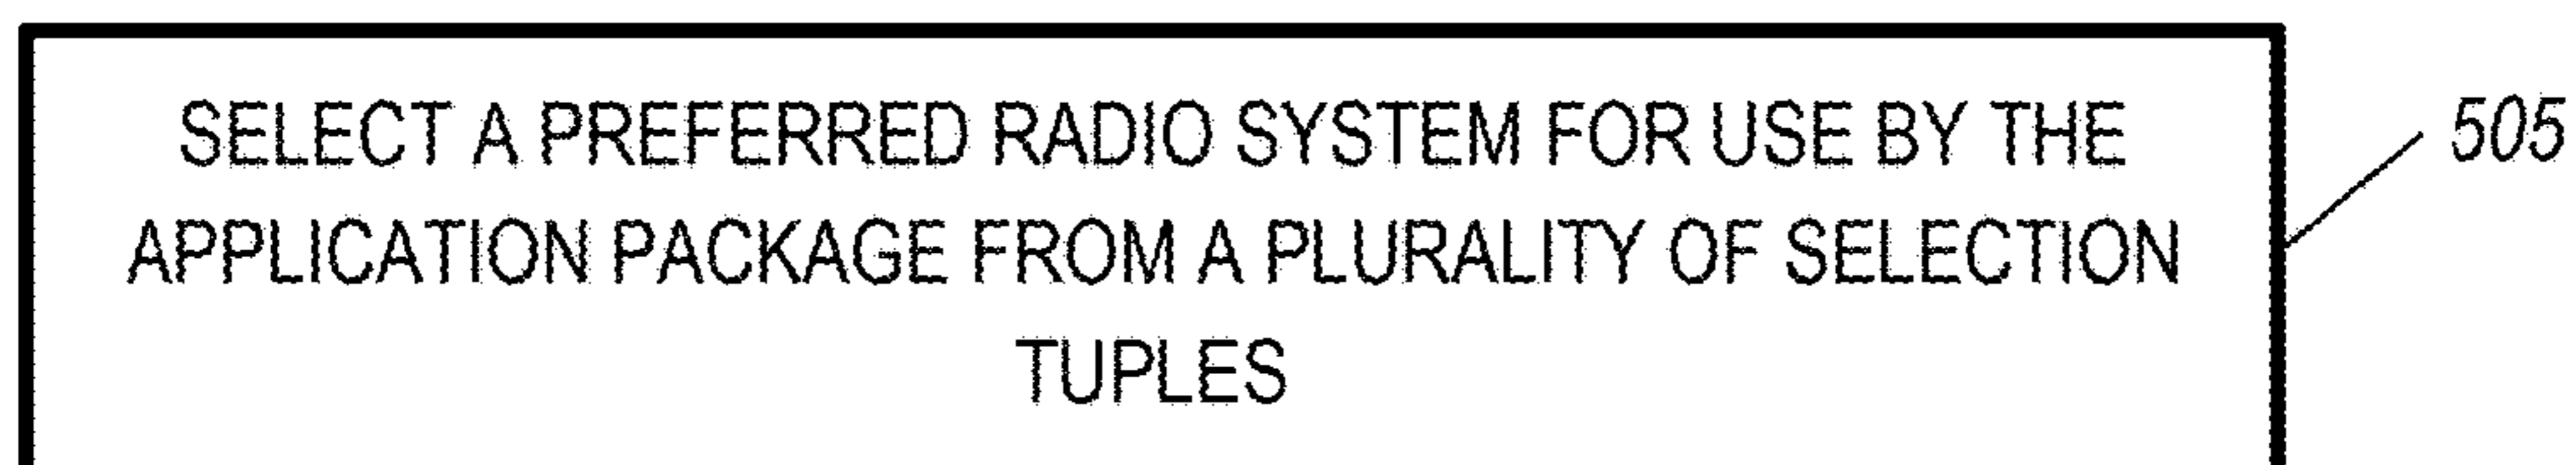 SELECT A PREFERRED RADIO SYSTEM FOR USE BY THE
APPLICATION PACKAGE FROM A PLURALITY OF SELECTION
TUPLES
505